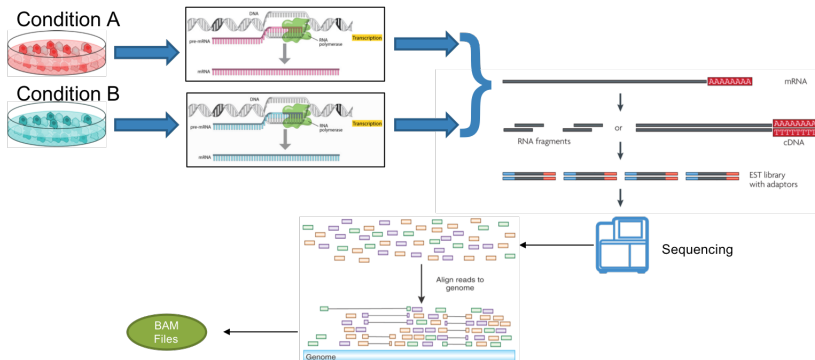 Condition A
DNA
pre-mRNA
RNA
polymerase
Transcription
mRNA
Condition B
DNA
pre-mRNA
RNA
polymerase
Transcription
mRNA
AAAAAAAA
mRNA
RNA fragments
or
AAAAAAAA
TTTTTTTT
cDNA
EST library
with adaptors
Sequencing
Align reads to
genome
Genome
BAM
Files